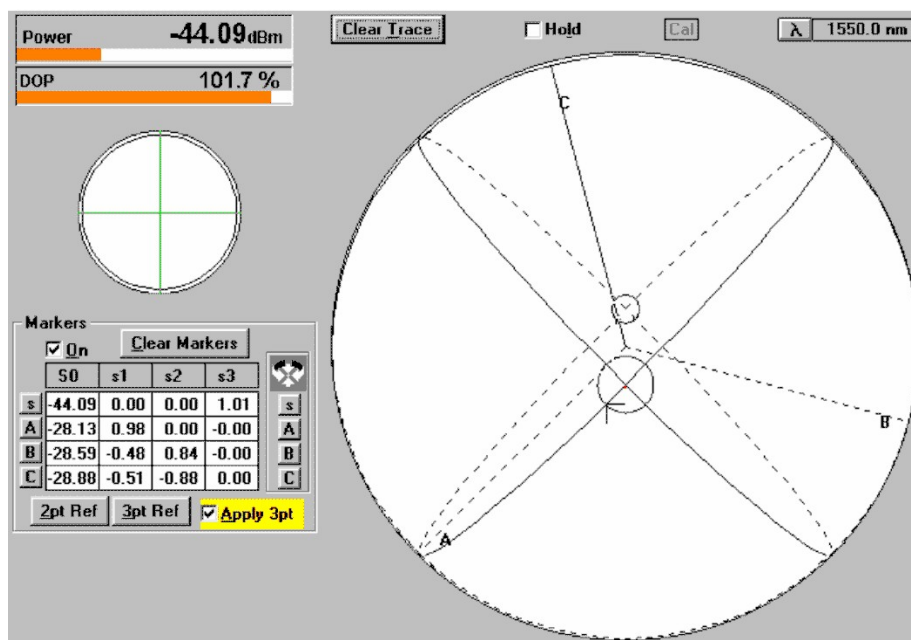 Power -44.09dBm
DOP 101.7 %
Clear Trace
Hold
Cal
λ 1550.0 nm
C
B
A
Markers
On
Clear Markers
S0 s1 s2 s3
s -44.09 0.00 0.00 1.01 s
A -28.13 0.98 0.00 -0.00 A
B -28.59 -0.48 0.84 -0.00 B
C -28.88 -0.51 -0.88 0.00 C
2pt Ref 3pt Ref Apply 3pt